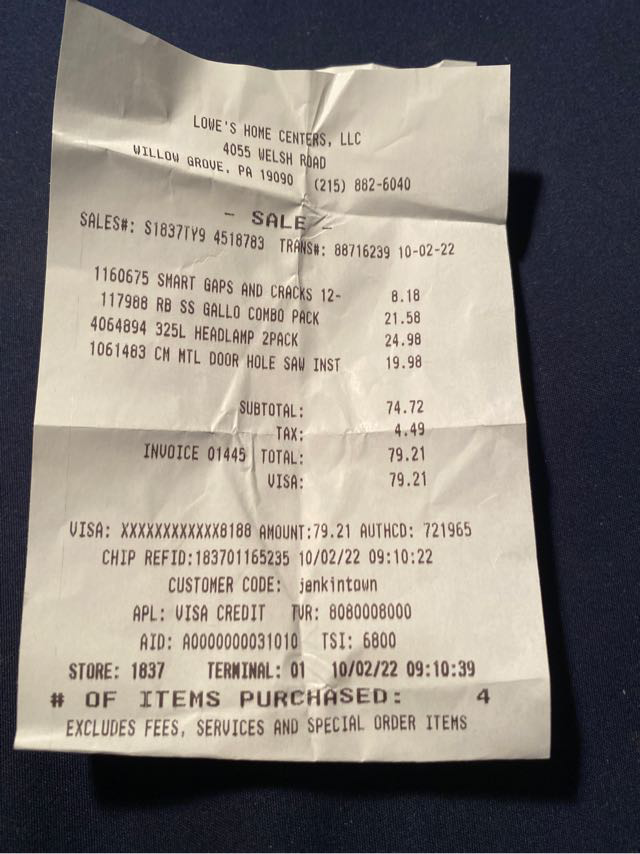 LOWE'S HOME CENTERS, LLC
4055 WELSH ROAD
WILLOW GROVE, PA 19090 (215) 882-6040
- SALE -
SALES#: S1837TY9 4518783 TRANS#: 88716239 10-02-22
1160675 SMART GAPS AND CRACKS 12- 8.18
117988 RB SS GALLO COMBO PACK 21.58
4064894 325L HEADLAMP 2PACK 24.98
1061483 CM MTL DOOR HOLE SAW INST 19.98
SUBTOTAL: 74.72
TAX: 4.49
INVOICE 01445 TOTAL: 79.21
VISA: 79.21
VISA: XXXXXXXXXXXX8188 AMOUNT:79.21 AUTHCD: 721965
CHIP REFID:183701165235 10/02/22 09:10:22
CUSTOMER CODE: jenkintown
APL: VISA CREDIT TVR: 8080008000
AID: A0000000031010 TSI: 6800
STORE: 1837 TERMINAL: 01 10/02/22 09:10:39
# OF ITEMS PURCHASED: 4
EXCLUDES FEES, SERVICES AND SPECIAL ORDER ITEMS